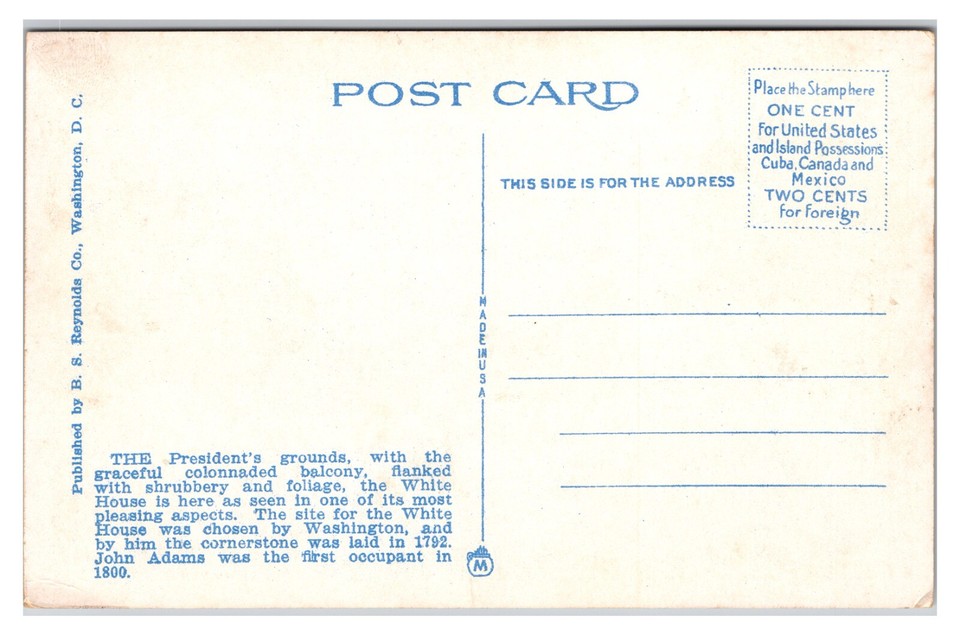 POST CARD
Place the Stamp here
ONE CENT
For United States
and Island Possessions
Cuba, Canada and
Mexico
TWO CENTS
for Foreign
THIS SIDE IS FOR THE ADDRESS
Published by B. S. Reynolds Co., Washington, D. C.
MADE IN USA
THE President's grounds, with the
graceful colonnaded balcony, flanked
with shrubbery and foliage, the White
House is here as seen in one of its most
pleasing aspects. The site for the White
House was chosen by Washington, and
by him the cornerstone was laid in 1792.
John Adams was the first occupant in
1800.
M